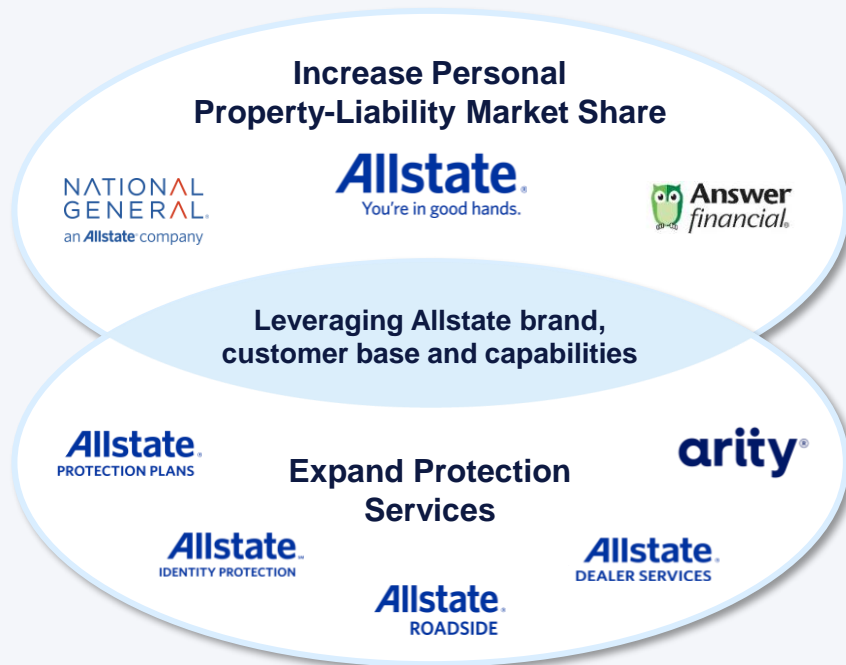 Increase Personal
Property-Liability Market Share
NATIONAL
GENERAL®
an Allstate company
Allstate®
You're in good hands.
Answer
financial®
Leveraging Allstate brand,
customer base and capabilities
Allstate®
PROTECTION PLANS
arity®
Expand Protection
Services
Allstate℠
IDENTITY PROTECTION
Allstate®
DEALER SERVICES
Allstate®
ROADSIDE